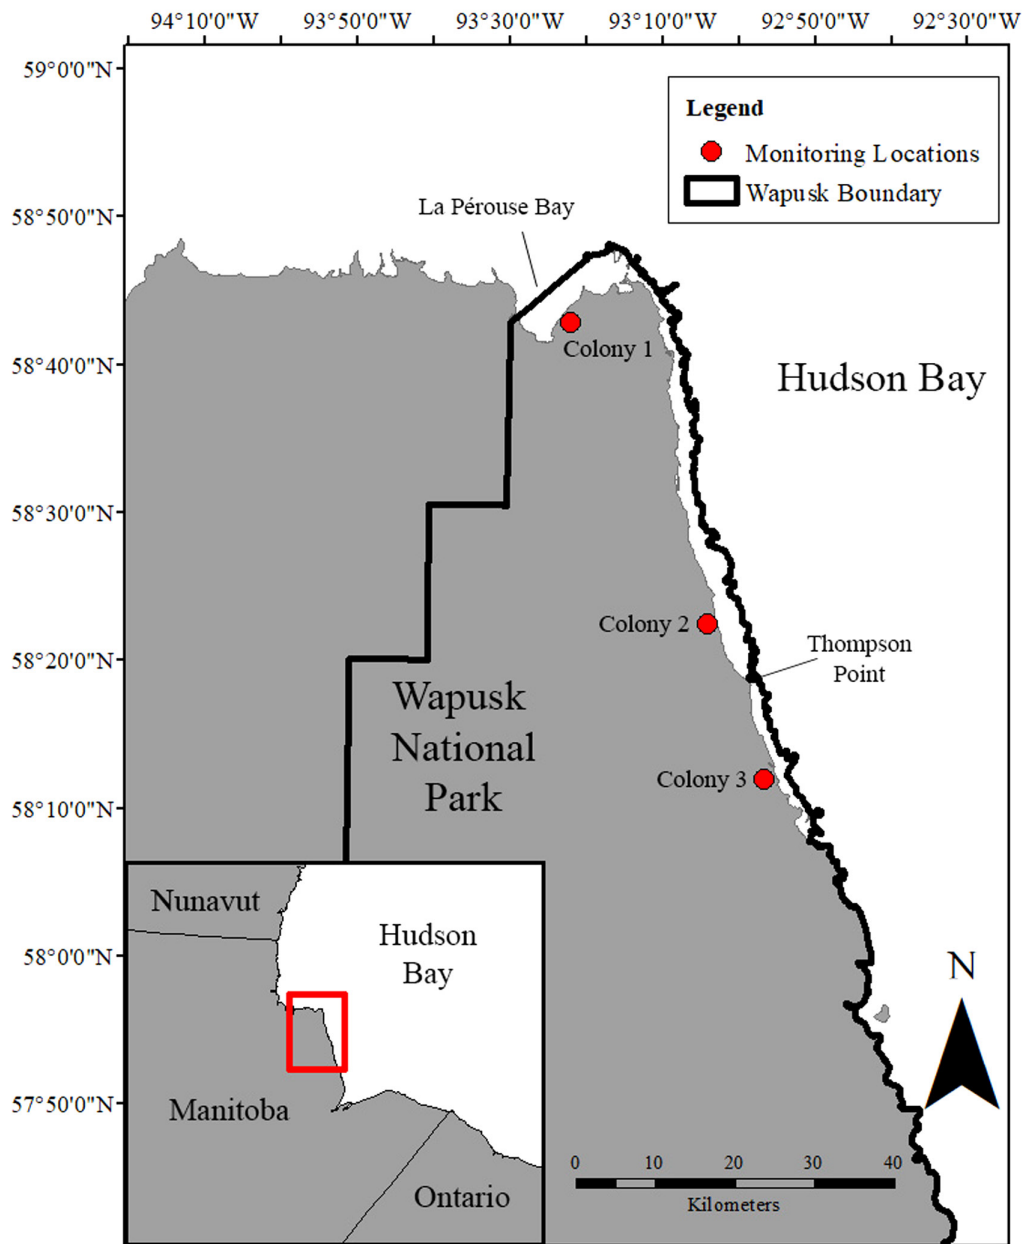 94°10'0"W 93°50'0"W 93°30'0"W 93°10'0"W 92°50'0"W 92°30'0"W
59°0'0"N
Legend
Monitoring Locations
Wapusk Boundary
58°50'0"N
La Pérouse Bay
Colony 1
58°40'0"N
Hudson Bay
58°30'0"N
Colony 2
Thompson
Point
58°20'0"N
Wapusk
National
Park
Colony 3
58°10'0"N
Nunavut
Hudson
Bay
58°0'0"N
N
Manitoba
57°50'0"N
Ontario
0 10 20 30 40
Kilometers